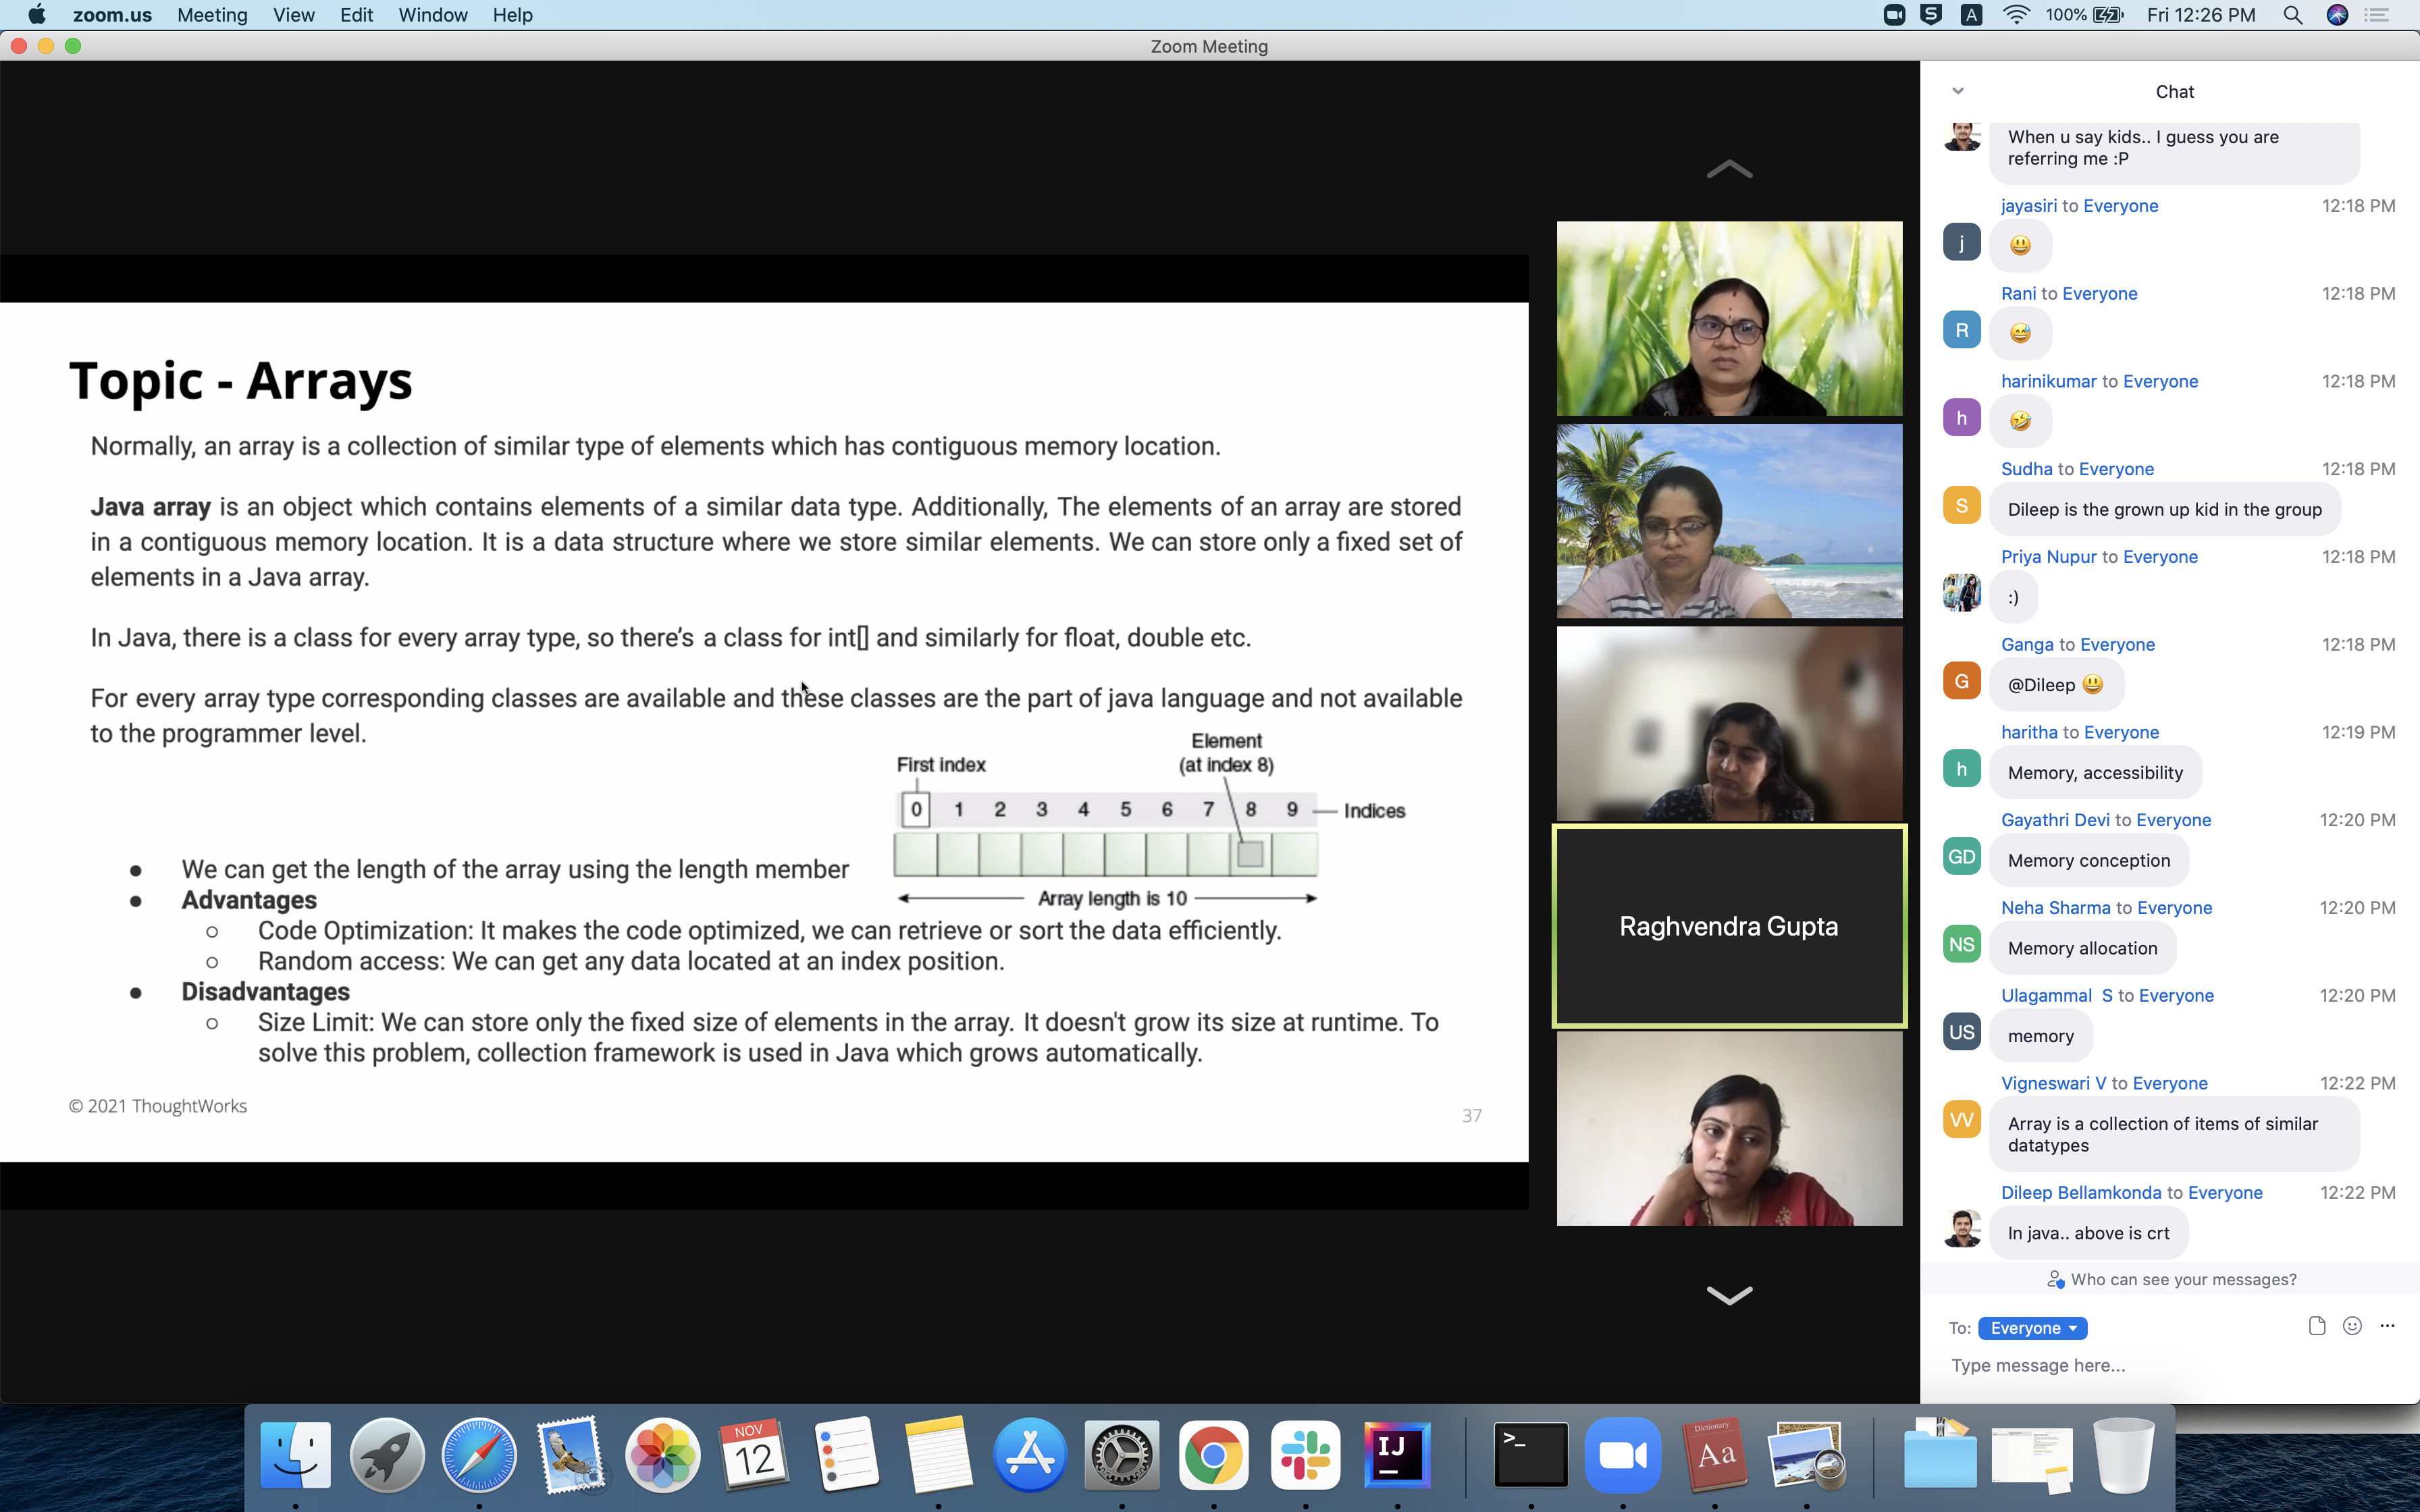 zoom.us Meeting View Edit Window Help
A 100% Fri 12:26 PM
Zoom Meeting
Topic - Arrays
Normally, an array is a collection of similar type of elements which has contiguous memory location.
Java array is an object which contains elements of a similar data type. Additionally, The elements of an array are stored
in a contiguous memory location. It is a data structure where we store similar elements. We can store only a fixed set of
elements in a Java array.
In Java, there is a class for every array type, so there's a class for int[] and similarly for float, double etc.
For every array type corresponding classes are available and these classes are the part of java language and not available
to the programmer level.
First index
Element
(at index 8)
0 1 2 3 4 5 6 7 8 9 Indices
Array length is 10
● We can get the length of the array using the length member
● Advantages
○ Code Optimization: It makes the code optimized, we can retrieve or sort the data efficiently.
○ Random access: We can get any data located at an index position.
● Disadvantages
○ Size Limit: We can store only the fixed size of elements in the array. It doesn't grow its size at runtime. To
solve this problem, collection framework is used in Java which grows automatically.
© 2021 ThoughtWorks
37
Raghvendra Gupta
Chat
When u say kids.. I guess you are
referring me :P
jayasiri to Everyone 12:18 PM
j 😃
Rani to Everyone 12:18 PM
R 😅
harinikumar to Everyone 12:18 PM
h 🤣
Sudha to Everyone 12:18 PM
S Dileep is the grown up kid in the group
Priya Nupur to Everyone 12:18 PM
:)
Ganga to Everyone 12:18 PM
G @Dileep 😃
haritha to Everyone 12:19 PM
h Memory, accessibility
Gayathri Devi to Everyone 12:20 PM
GD Memory conception
Neha Sharma to Everyone 12:20 PM
NS Memory allocation
Ulagammal S to Everyone 12:20 PM
US memory
Vigneswari V to Everyone 12:22 PM
VV Array is a collection of items of similar
datatypes
Dileep Bellamkonda to Everyone 12:22 PM
In java.. above is crt
Who can see your messages?
To: Everyone
Type message here...
NOV
12
IJ
>_
Dictionary
Aa